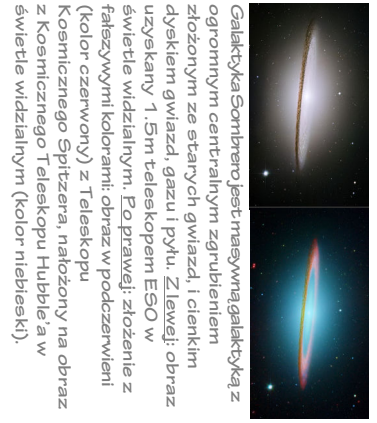 Galaktyka Sombrero jest masywną galaktyką z
ogromnym centralnym zgrubieniem
złożonym ze starych gwiazd, i cienkim
dyskiem gwiazd, gazu i pyłu. Z lewej: obraz
uzyskany 1.5m teleskopem ESO w
świetle widzialnym. Po prawej: złożenie z
fałszywymi kolorami: obraz w podczerwieni
(kolor czerwony) z Teleskopu
Kosmicznego Spitzera, nałożony na obraz
z Kosmicznego Teleskopu Hubble'a w
świetle widzialnym (kolor niebieski).